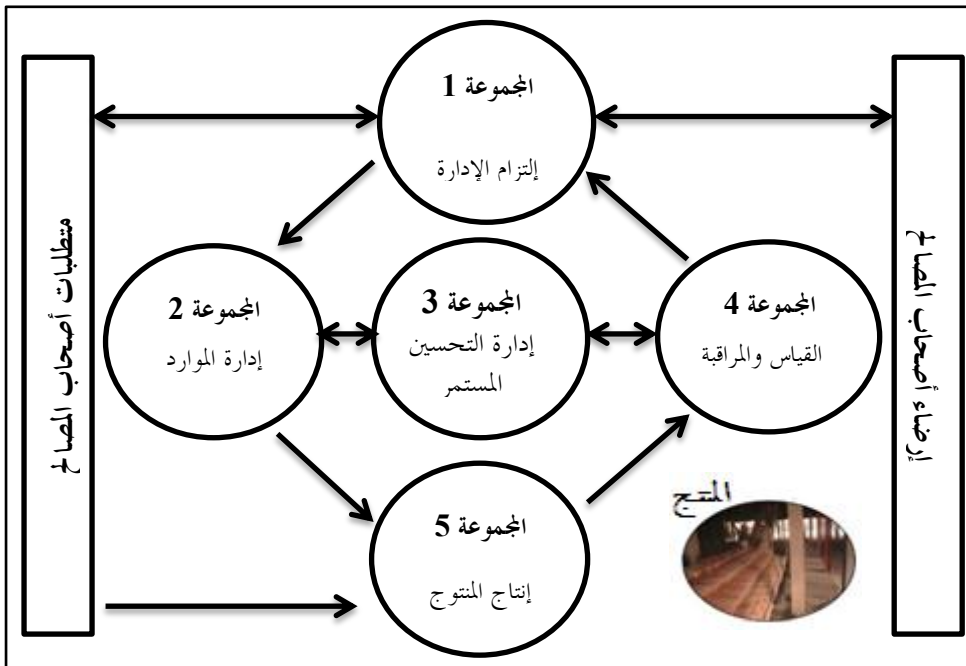 المجموعة 1
إلتزام الإدارة
متطلبات أصحاب المصالح
إرضاء أصحاب المصالح
المجموعة 2
إدارة الموارد
المجموعة 3
إدارة التحسين
المستمر
المجموعة 4
القياس والمراقبة
المجموعة 5
إنتاج المنتوج
المنتج